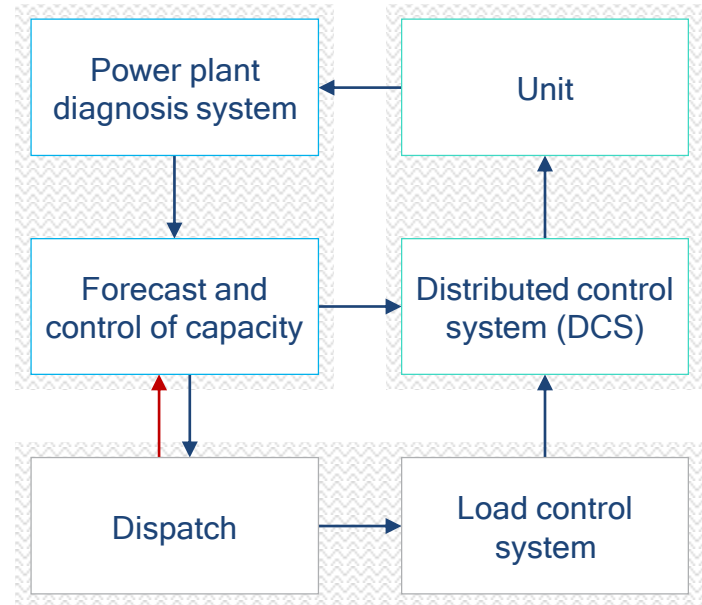 Power plant
diagnosis system
Unit
Forecast and
control of capacity
Distributed control
system (DCS)
Dispatch
Load control
system